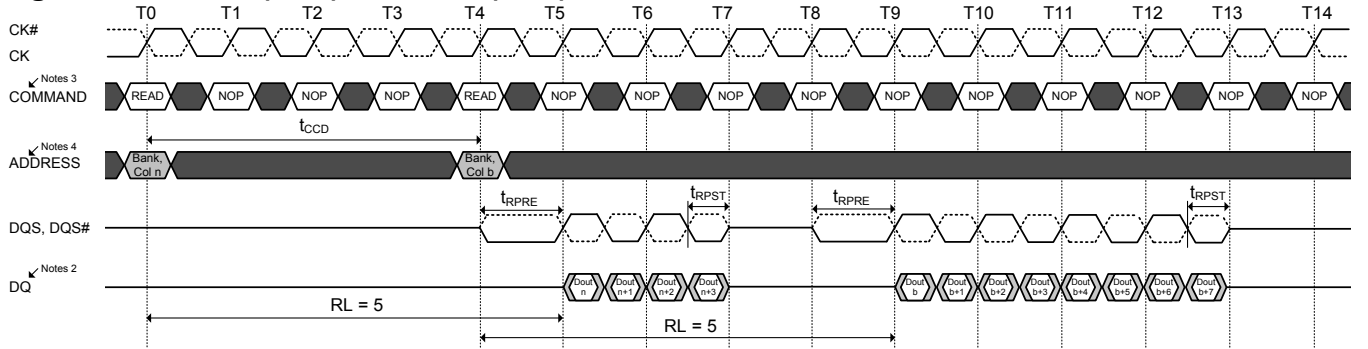 T0 T1 T2 T3 T4 T5 T6 T7 T8 T9 T10 T11 T12 T13 T14
CK#
CK
Notes 3
COMMAND READ NOP NOP NOP READ NOP NOP NOP NOP NOP NOP NOP NOP NOP NOP
tCCD
Notes 4
ADDRESS
Bank, Col n
Bank, Col b
tRPRE tRPST tRPRE tRPST
DQS, DQS#
Notes 2
DQ
Dout n Dout n+1 Dout n+2 Dout n+3 Dout b Dout b+1 Dout b+2 Dout b+3 Dout b+4 Dout b+5 Dout b+6 Dout b+7
RL = 5
RL = 5